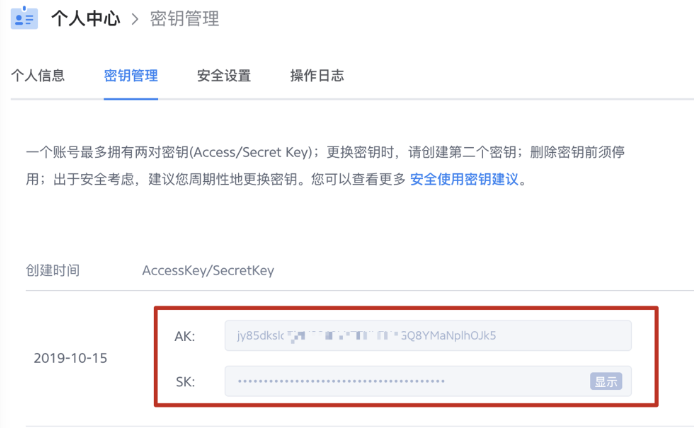 个人中心 > 密钥管理
个人信息 密钥管理 安全设置 操作日志
一个账号最多拥有两对密钥(Access/Secret Key)；更换密钥时，请创建第二个密钥；删除密钥前须停
用；出于安全考虑，建议您周期性地更换密钥。您可以查看更多 安全使用密钥建议。
创建时间 AccessKey/SecretKey
2019-10-15
AK:
SK: ••••••••••••••••••••••••••••••••••••••• 显示